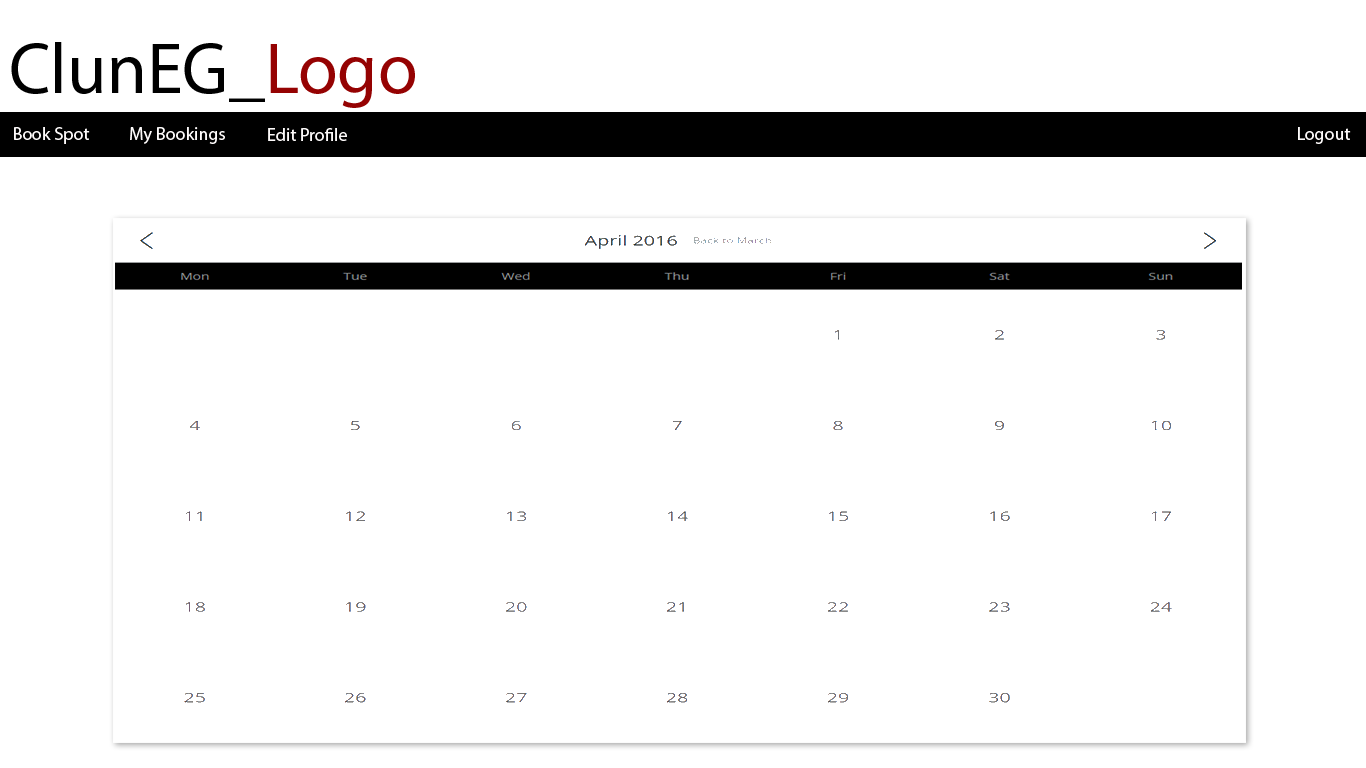 ClunEG_Logo
Book Spot My Bookings Edit Profile Logout
April 2016 Back to March
Mon Tue Wed Thu Fri Sat Sun
1 2 3
4 5 6 7 8 9 10
11 12 13 14 15 16 17
18 19 20 21 22 23 24
25 26 27 28 29 30